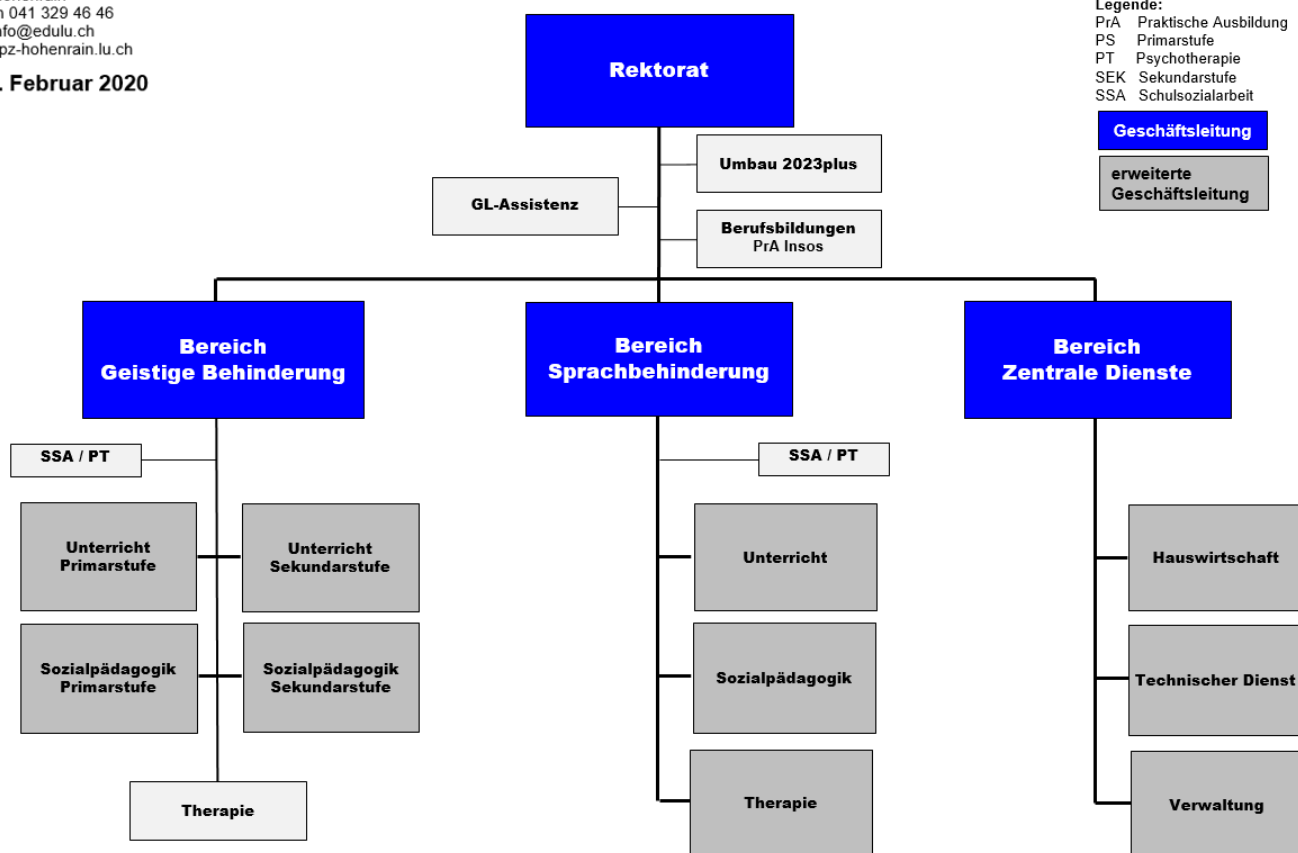 041 329 46 46
@edulu.ch
pz-hohenrain.lu.ch
. Februar 2020
Legende:
PrA Praktische Ausbildung
PS Primarstufe
PT Psychotherapie
SEK Sekundarstufe
SSA Schulsozialarbeit
Geschäftsleitung
erweiterte
Geschäftsleitung
Rektorat
Umbau 2023plus
GL-Assistenz
Berufsbildungen
PrA Insos
Bereich
Geistige Behinderung
Bereich
Sprachbehinderung
Bereich
Zentrale Dienste
SSA / PT
SSA / PT
Unterricht
Primarstufe
Unterricht
Sekundarstufe
Unterricht
Hauswirtschaft
Sozialpädagogik
Primarstufe
Sozialpädagogik
Sekundarstufe
Sozialpädagogik
Technischer Dienst
Therapie
Therapie
Verwaltung